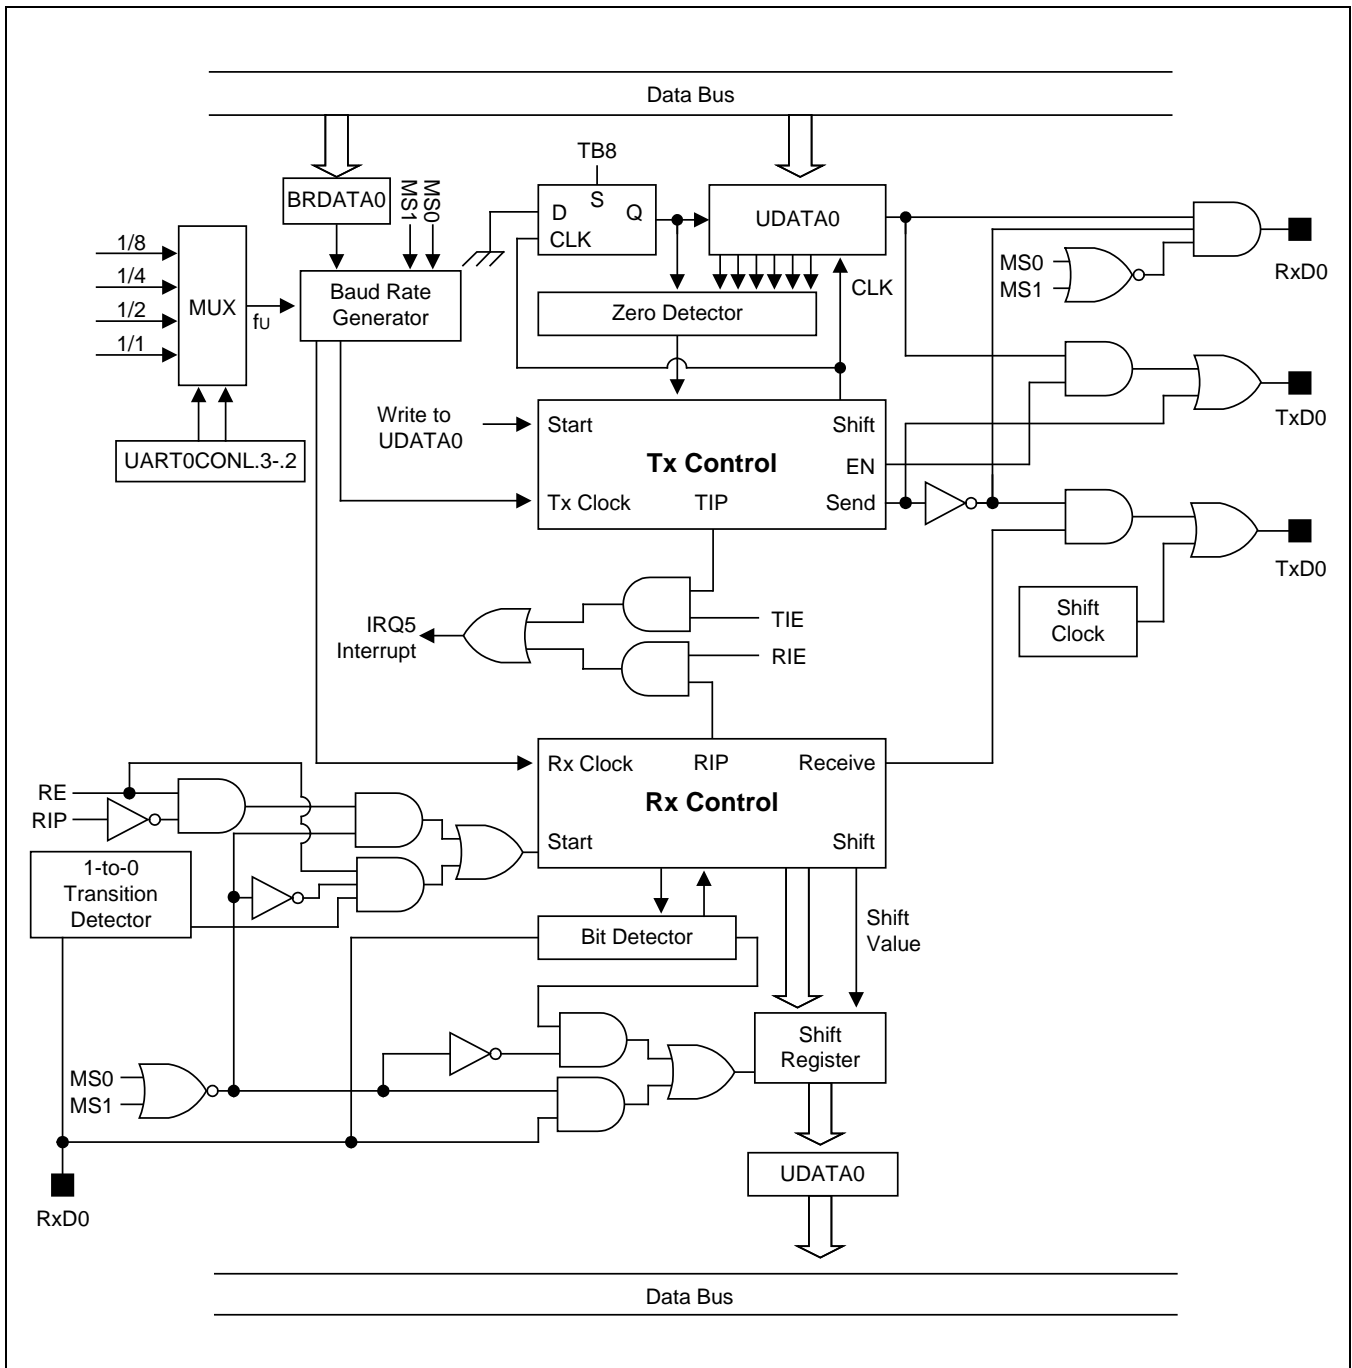 Data Bus
TB8
BRDATA0
MS1
MS0
D
S
Q
CLK
UDATA0
1/8
1/4
1/2
1/1
MUX
fU
Baud Rate
Generator
Zero Detector
CLK
MS0
MS1
RxD0
UART0CONL.3-.2
Write to
UDATA0
Start
Shift
Tx Control
EN
Tx Clock
TIP
Send
TxD0
TxD0
Shift
Clock
IRQ5
Interrupt
TIE
RIE
Rx Clock
RIP
Receive
Rx Control
Start
Shift
RE
RIP
1-to-0
Transition
Detector
Bit Detector
Shift
Value
Shift
Register
MS0
MS1
UDATA0
RxD0
Data Bus